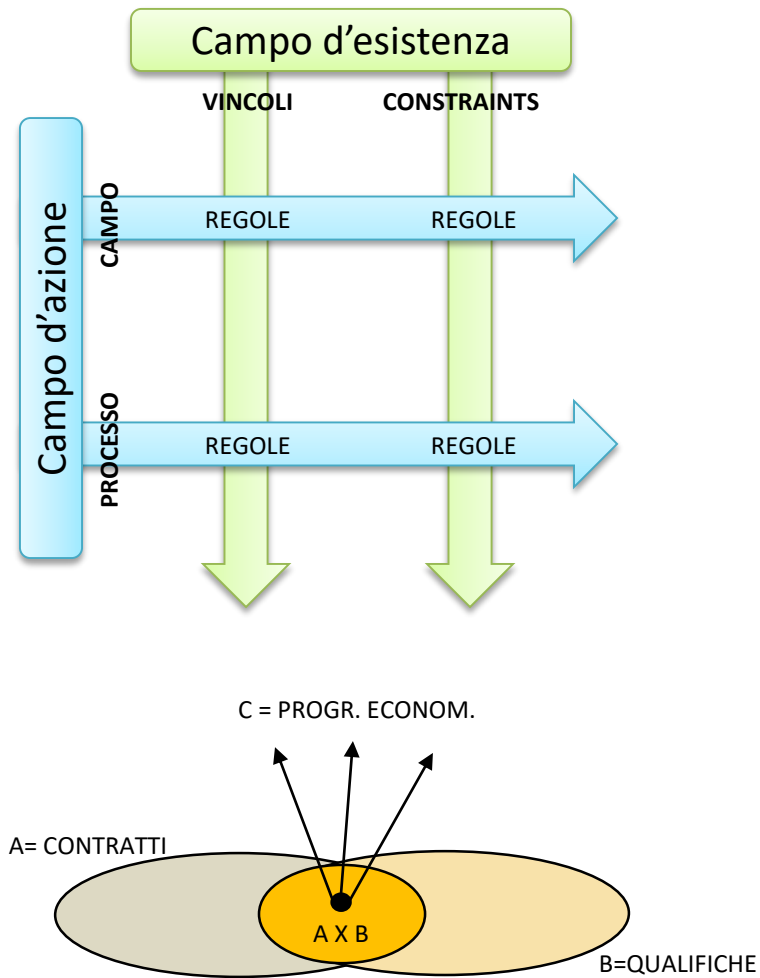 Campo d’esistenza
VINCOLI
CONSTRAINTS
Campo d’azione
CAMPO
REGOLE
REGOLE
PROCESSO
REGOLE
REGOLE
C = PROGR. ECONOM.
A= CONTRATTI
A X B
B=QUALIFICHE